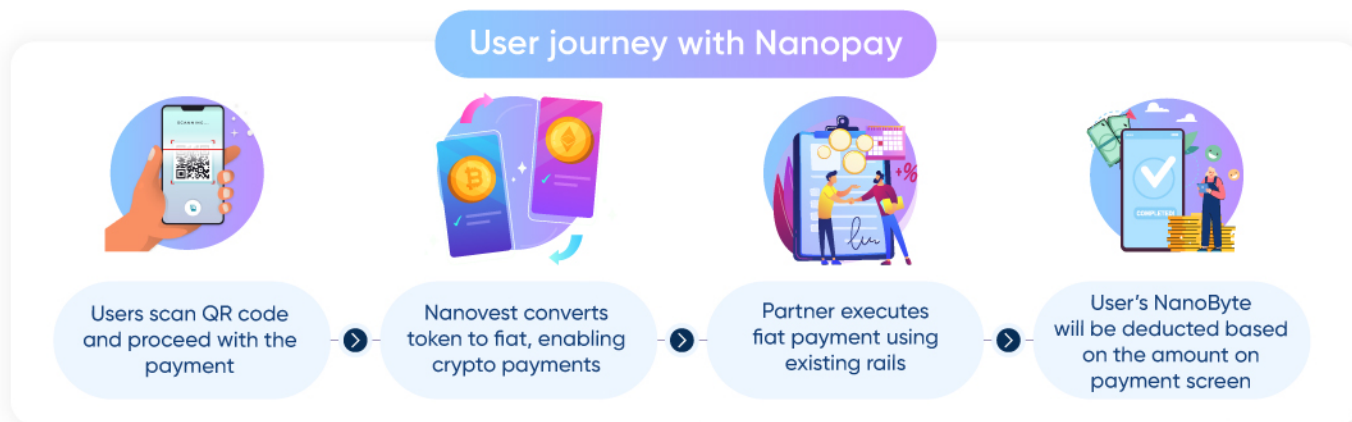 User journey with Nanopay
SCANNING...
+%
COMPLETED!
Users scan QR code
and proceed with the
payment
Nanovest converts
token to fiat, enabling
crypto payments
Partner executes
fiat payment using
existing rails
User’s NanoByte
will be deducted based
on the amount on
payment screen